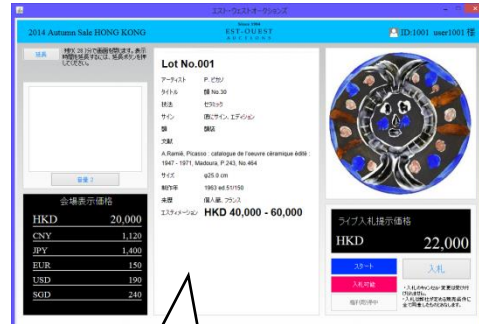 イースト・ウェストオークションズ
2014 Autumn Sale HONG KONG
Since 1984
EST-OUEST
AUCTIONS
ID:1001 user1001 様
延長
Lot No.001
アーティスト P. ピカソ
タイトル 顔 No.30
技法 セラミック
サイン 裏にサイン、エディション
額 額装
文献
A.Ramié, Picasso : catalogue de l'oeuvre céramique édité :
1947 - 1971, Madoura, P 243, No.464
サイズ φ25.0 cm
制作年 1963 ed.51/150
来歴 個人蔵、フランス
エスティメーション HKD 40,000 - 60,000
会場表示価格
HKD 20,000
CNY 1,120
JPY 1,400
EUR 150
USD 190
SGD 240
ライブ入札提示価格
HKD 22,000
スタート
入札
入札可能